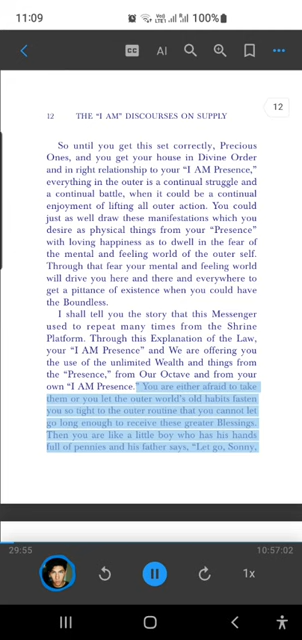 11:09
100%
CC
AI
12
12 THE “I AM” DISCOURSES ON SUPPLY
So until you get this set correctly, Precious
Ones, and you get your house in Divine Order
and in right relationship to your “I AM Presence,”
everything in the outer is a continual struggle and
a continual battle, when it could be a continual
enjoyment of lifting all outer action. You could
just as well draw these manifestations which you
desire as physical things from your “Presence”
with loving happiness as to dwell in the fear of
the mental and feeling world of the outer self.
Through that fear your mental and feeling world
will drive you here and there and everywhere to
get a pittance of existence when you could have
the Boundless.
I shall tell you the story that this Messenger
used to repeat many times from the Shrine
Platform. Through this Explanation of the Law,
your “I AM Presence” and We are offering you
the use of the unlimited Wealth and things from
the “Presence,” from Our Octave and from your
own “I AM Presence.” You are either afraid to take
them or you let the outer world’s old habits fasten
you so tight to the outer routine that you cannot let
go long enough to receive these greater Blessings.
Then you are like a little boy who has his hands
full of pennies and his father says, “Let go, Sonny,
29:55
10:57:02
1x